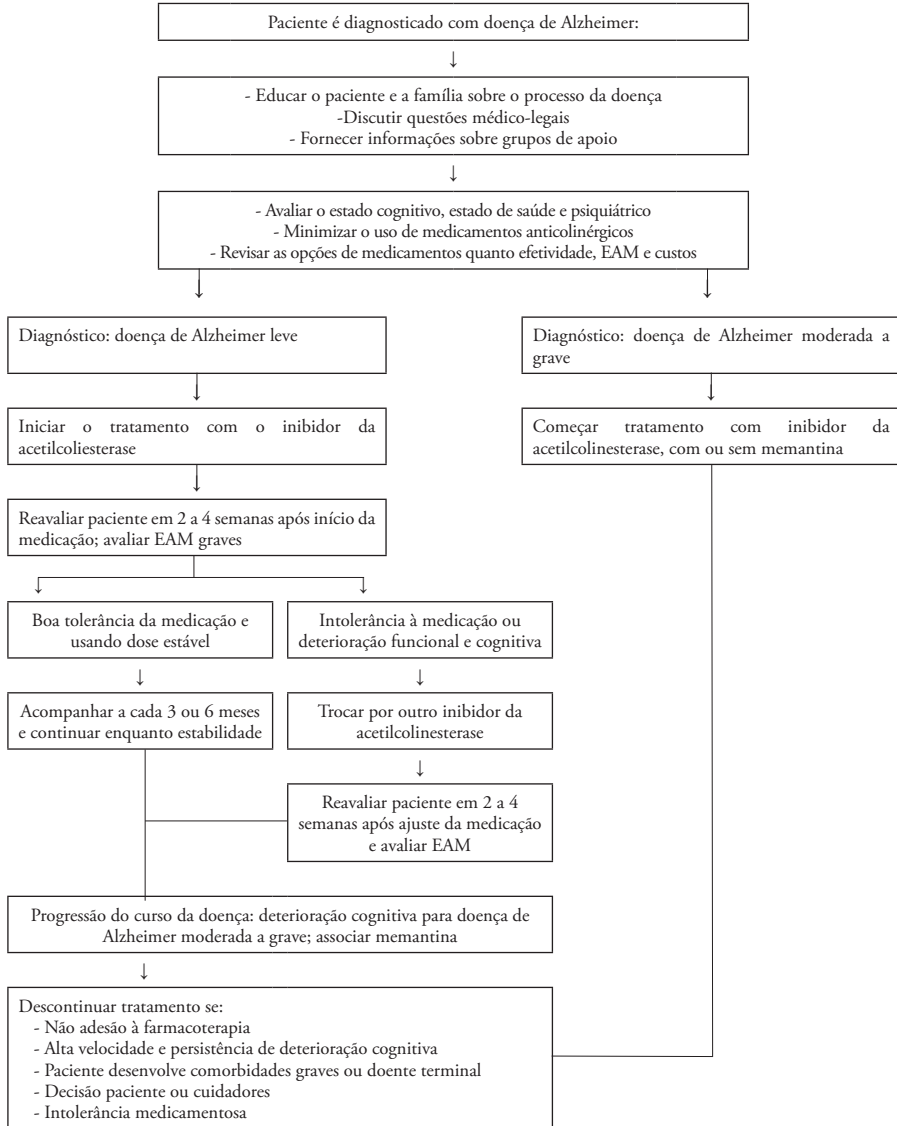 Paciente é diagnosticado com doença de Alzheimer:
↓
- Educar o paciente e a família sobre o processo da doença
-Discutir questões médico-legais
- Fornecer informações sobre grupos de apoio
↓
- Avaliar o estado cognitivo, estado de saúde e psiquiátrico
- Minimizar o uso de medicamentos anticolinérgicos
- Revisar as opções de medicamentos quanto efetividade, EAM e custos
Diagnóstico: doença de Alzheimer leve
Iniciar o tratamento com o inibidor da
acetilcoliesterase
Reavaliar paciente em 2 a 4 semanas após início da
medicação; avaliar EAM graves
Boa tolerância da medicação e
usando dose estável
↓
Acompanhar a cada 3 ou 6 meses
e continuar enquanto estabilidade
Intolerância à medicação ou
deterioração funcional e cognitiva
↓
Trocar por outro inibidor da
acetilcolinesterase
↓
Reavaliar paciente em 2 a 4
semanas após ajuste da medicação
e avaliar EAM
Progressão do curso da doença: deterioração cognitiva para doença de
Alzheimer moderada a grave; associar memantina
↓
Descontinuar tratamento se:
- Não adesão à farmacoterapia
- Alta velocidade e persistência de deterioração cognitiva
- Paciente desenvolve comorbidades graves ou doente terminal
- Decisão paciente ou cuidadores
- Intolerância medicamentosa
Diagnóstico: doença de Alzheimer moderada a
grave
Começar tratamento com inibidor da
acetilcolinesterase, com ou sem memantina